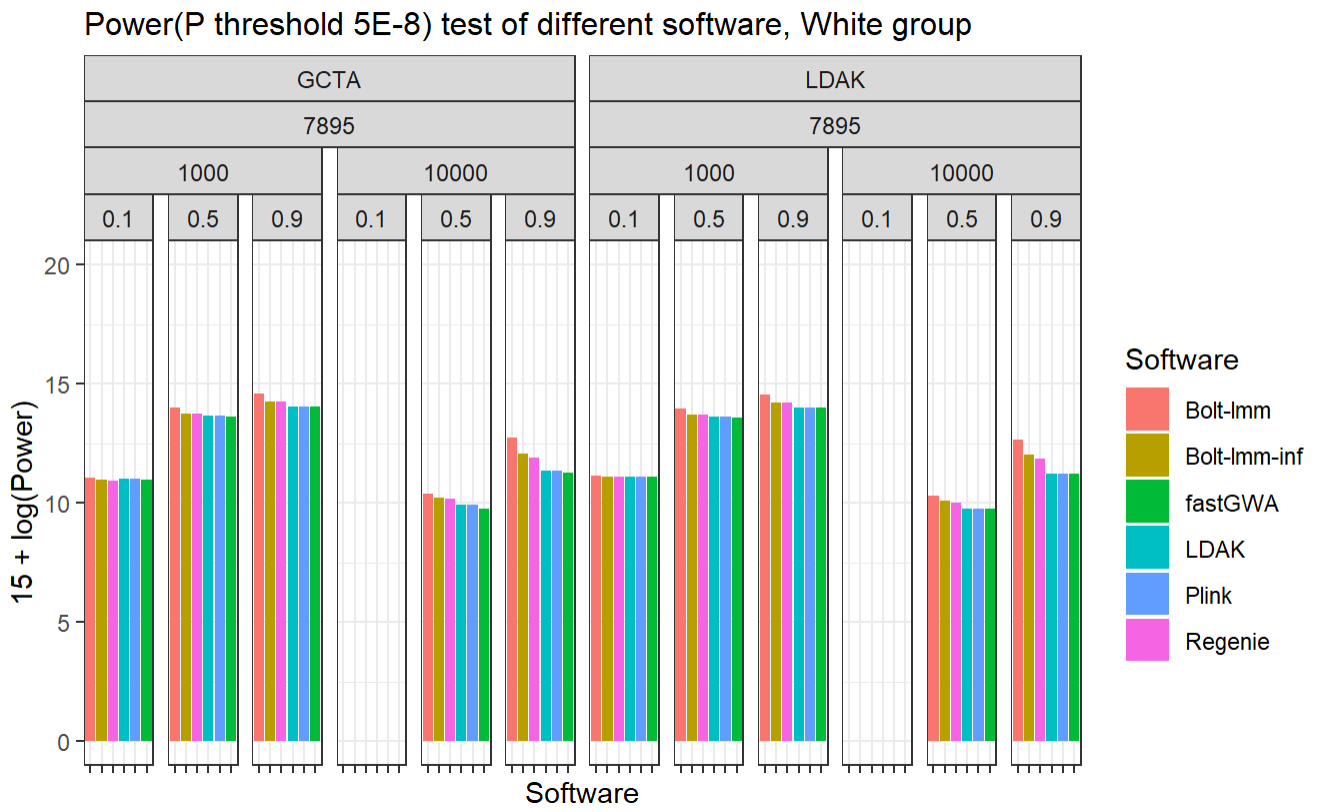 Power(P threshold 5E-8) test of different software, White group
GCTA LDAK
7895 7895
1000 10000 1000 10000
0.1 0.5 0.9 0.1 0.5 0.9 0.1 0.5 0.9 0.1 0.5 0.9
20
15
10
5
0
15 + log(Power)
Software
Software
Bolt-lmm
Bolt-lmm-inf
fastGWA
LDAK
Plink
Regenie